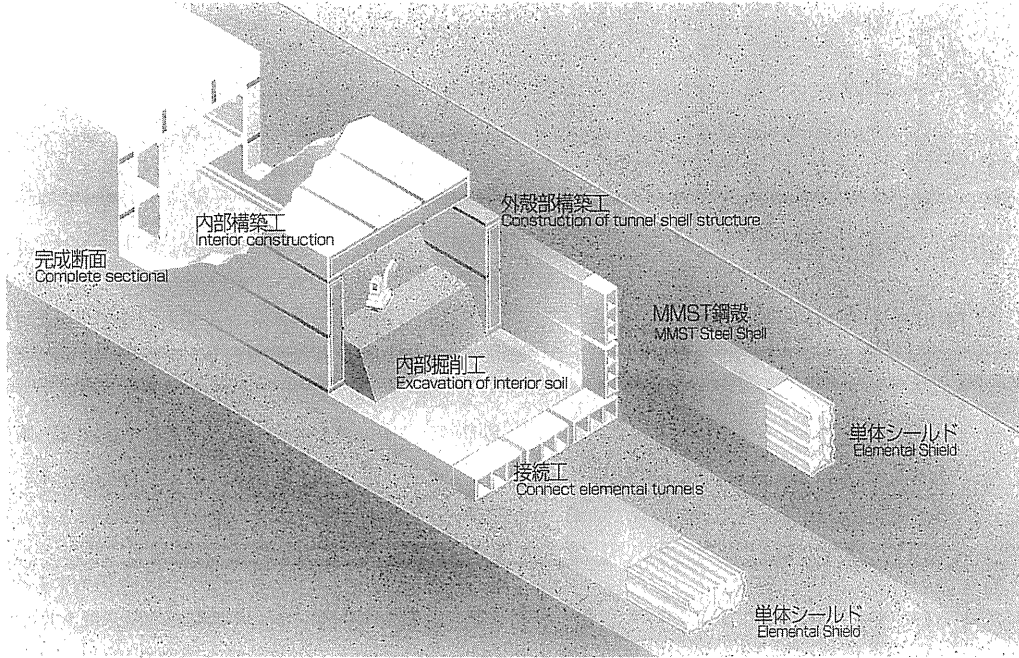 外殻部構築工
Construction of tunnel shell structure
内部構築工
Interior construction
完成断面
Complete sectional
MMST鋼殻
MMST Steel Shell
内部掘削工
Excavation of interior soil
単体シールド
Elemental Shield
接続工
Connect elemental tunnels
単体シールド
Elemental Shield